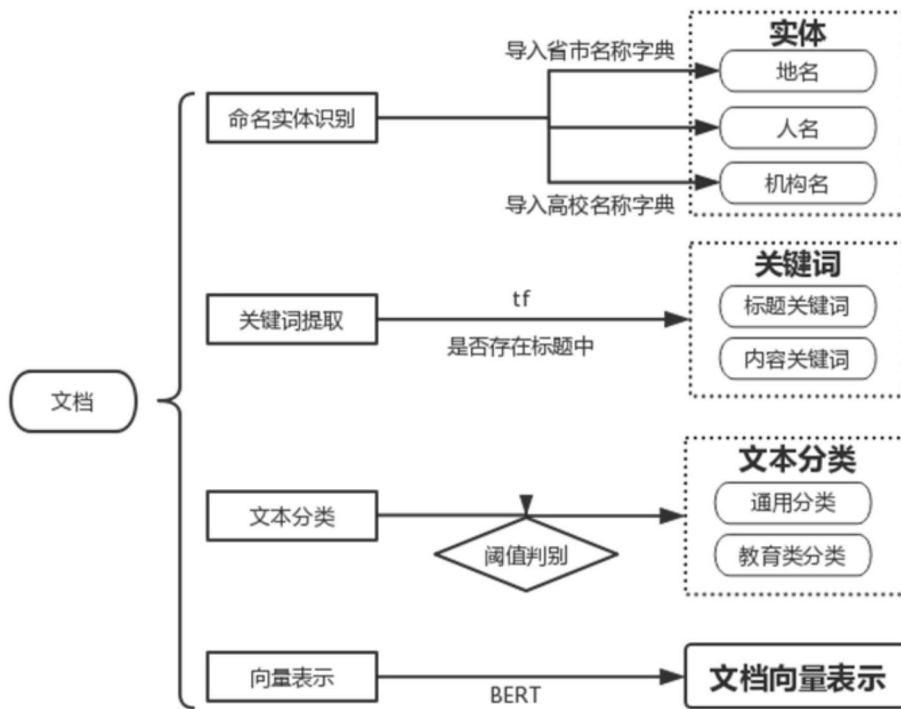 实体
导入省市名称字典
地名
命名实体识别
人名
机构名
导入高校名称字典
关键词
tf
标题关键词
关键词提取
是否存在标题中
内容关键词
文档
文本分类
通用分类
文本分类
阈值判别
教育类分类
向量表示
文档向量表示
BERT